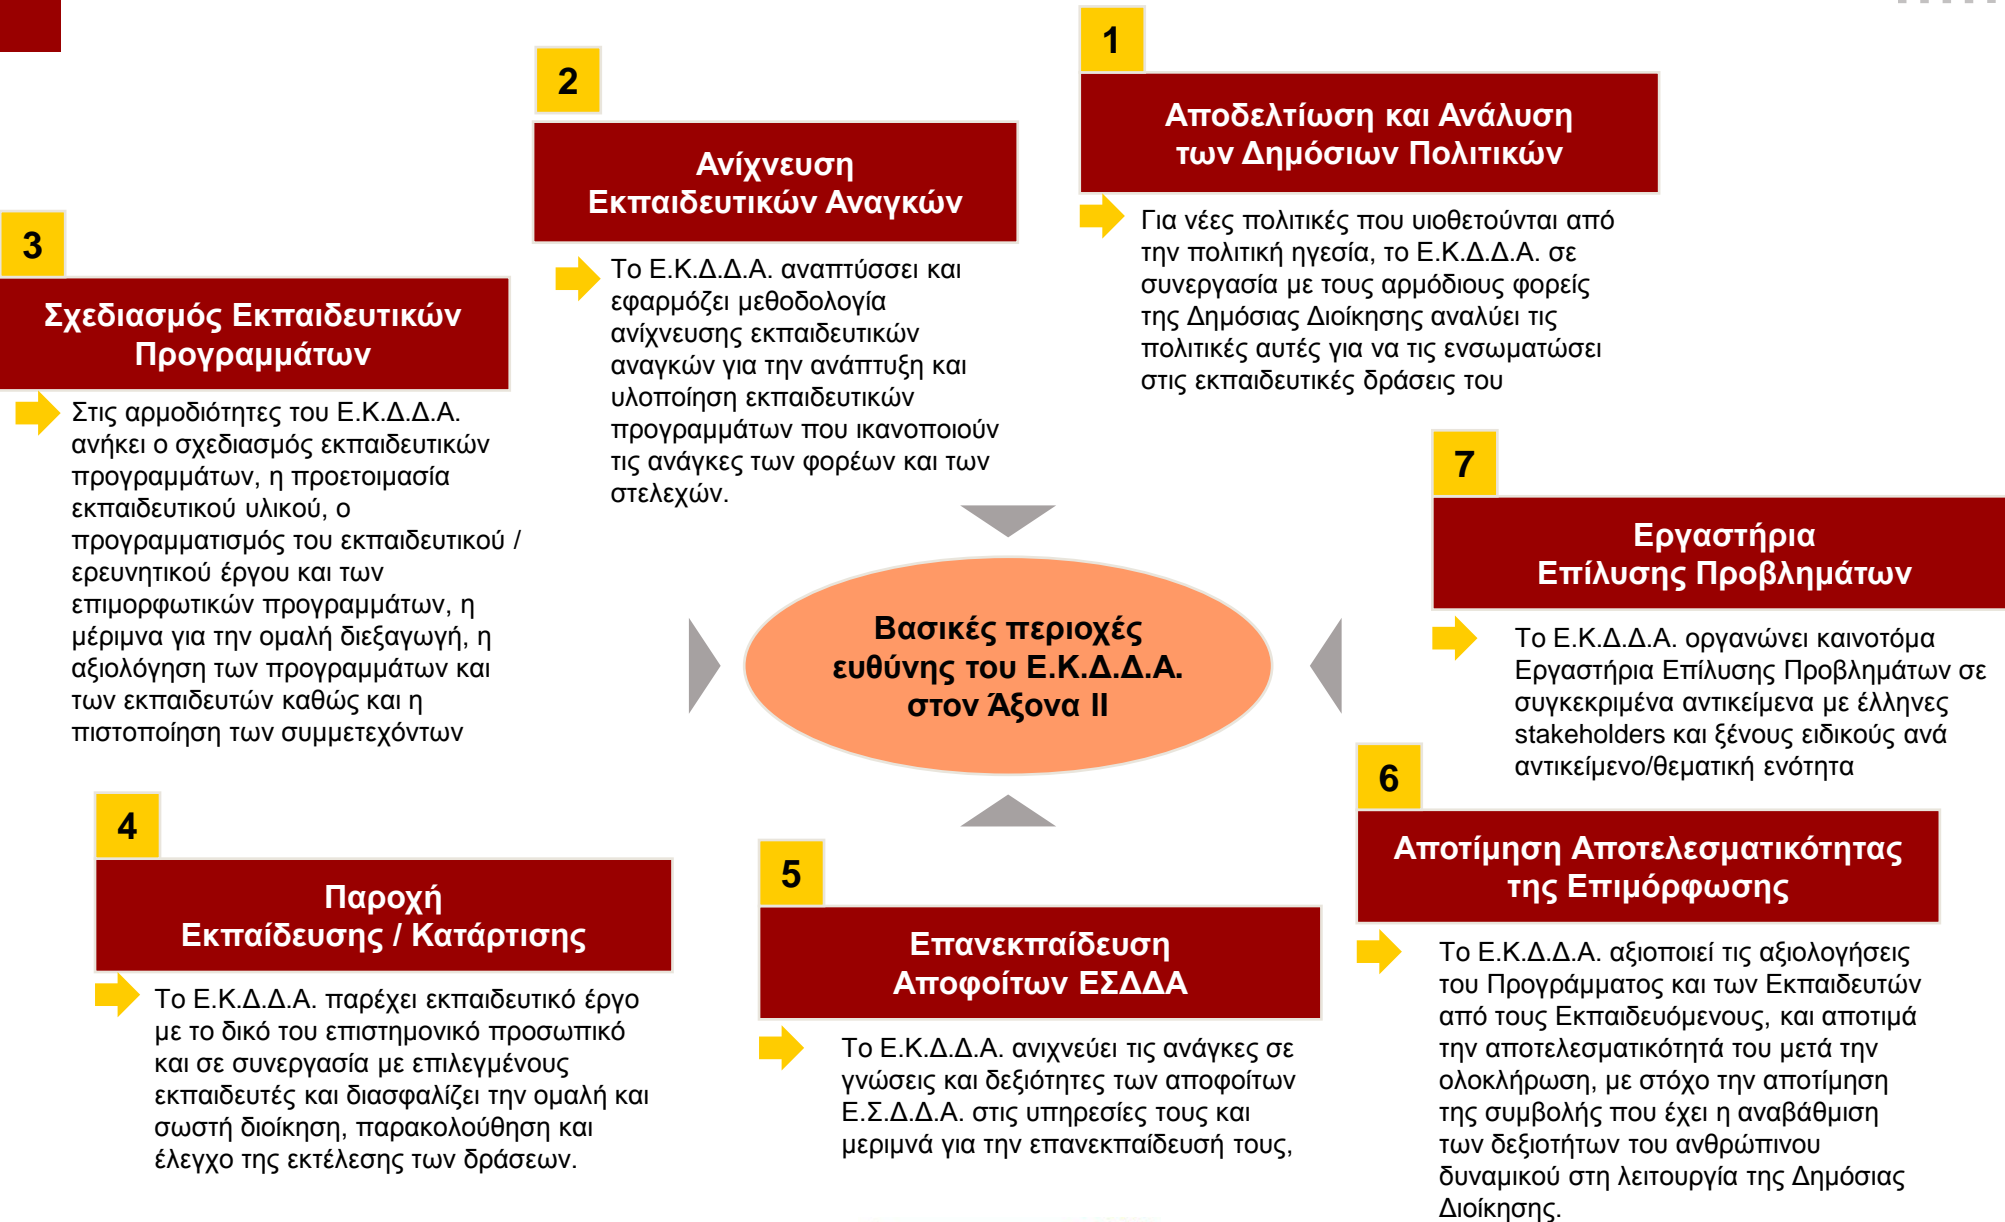 1
Αποδελτίωση και Ανάλυση
των Δημόσιων Πολιτικών
Για νέες πολιτικές που υιοθετούνται από
την πολιτική ηγεσία, το Ε.Κ.Δ.Δ.Α. σε
συνεργασία με τους αρμόδιους φορείς
της Δημόσιας Διοίκησης αναλύει τις
πολιτικές αυτές για να τις ενσωματώσει
στις εκπαιδευτικές δράσεις του
2
Ανίχνευση
Εκπαιδευτικών Αναγκών
Το Ε.Κ.Δ.Δ.Α. αναπτύσσει και
εφαρμόζει μεθοδολογία
ανίχνευσης εκπαιδευτικών
αναγκών για την ανάπτυξη και
υλοποίηση εκπαιδευτικών
προγραμμάτων που ικανοποιούν
τις ανάγκες των φορέων και των
στελεχών.
3
Σχεδιασμός Εκπαιδευτικών
Προγραμμάτων
Στις αρμοδιότητες του Ε.Κ.Δ.Δ.Α.
ανήκει ο σχεδιασμός εκπαιδευτικών
προγραμμάτων, η προετοιμασία
εκπαιδευτικού υλικού, ο
προγραμματισμός του εκπαιδευτικού /
ερευνητικού έργου και των
επιμορφωτικών προγραμμάτων, η
μέριμνα για την ομαλή διεξαγωγή, η
αξιολόγηση των προγραμμάτων και
των εκπαιδευτών καθώς και η
πιστοποίηση των συμμετεχόντων
Βασικές περιοχές
ευθύνης του Ε.Κ.Δ.Δ.Α.
στον Άξονα ΙΙ
4
Παροχή
Εκπαίδευσης / Κατάρτισης
Το Ε.Κ.Δ.Δ.Α. παρέχει εκπαιδευτικό έργο
με το δικό του επιστημονικό προσωπικό
και σε συνεργασία με επιλεγμένους
εκπαιδευτές και διασφαλίζει την ομαλή και
σωστή διοίκηση, παρακολούθηση και
έλεγχο της εκτέλεσης των δράσεων.
5
Επανεκπαίδευση
Αποφοίτων ΕΣΔΔΑ
Το Ε.Κ.Δ.Δ.Α. ανιχνεύει τις ανάγκες σε
γνώσεις και δεξιότητες των αποφοίτων
Ε.Σ.Δ.Δ.Α. στις υπηρεσίες τους και
μεριμνά για την επανεκπαίδευσή τους,
6
Αποτίμηση Αποτελεσματικότητας
της Επιμόρφωσης
Το Ε.Κ.Δ.Δ.Α. αξιοποιεί τις αξιολογήσεις
του Προγράμματος και των Εκπαιδευτών
από τους Εκπαιδευόμενους, και αποτιμά
την αποτελεσματικότητά του μετά την
ολοκλήρωση, με στόχο την αποτίμηση
της συμβολής που έχει η αναβάθμιση
των δεξιοτήτων του ανθρώπινου
δυναμικού στη λειτουργία της Δημόσιας
Διοίκησης.
7
Εργαστήρια
Επίλυσης Προβλημάτων
Το Ε.Κ.Δ.Δ.Α. οργανώνει καινοτόμα
Εργαστήρια Επίλυσης Προβλημάτων σε
συγκεκριμένα αντικείμενα με έλληνες
stakeholders και ξένους ειδικούς ανά
αντικείμενο/θεματική ενότητα